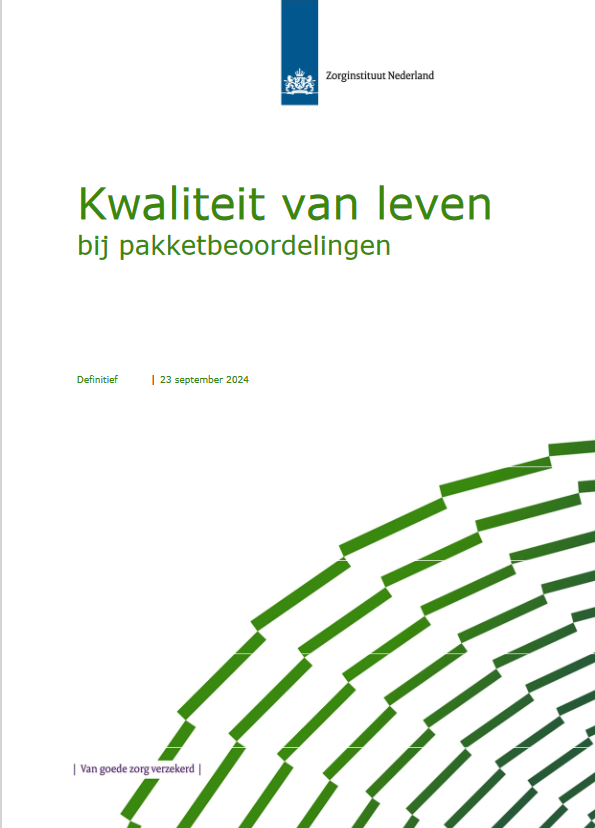 Zorginstituut Nederland
Kwaliteit van leven
bij pakketbeoordelingen
Definitief | 23 september 2024
| Van goede zorg verzekerd |